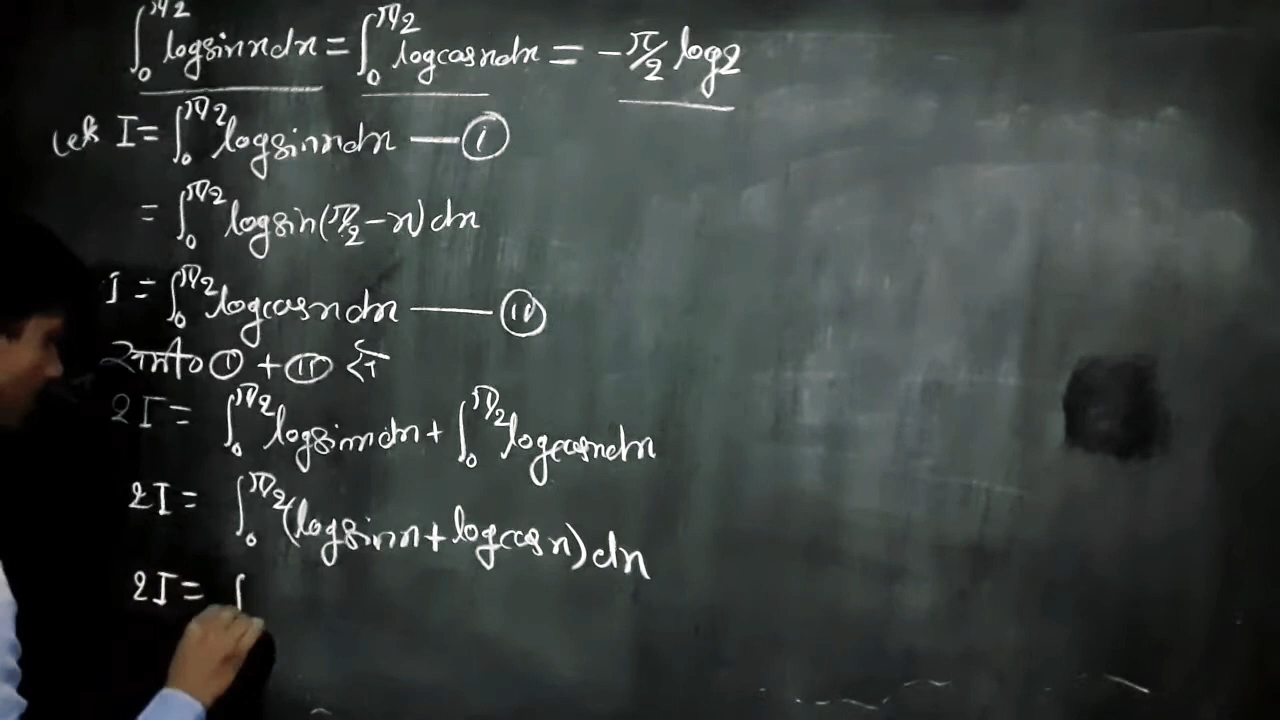 ∫₀^π/2 log sin x dx = ∫₀^π/2 log cos x dx = -π/2 log 2
Let I = ∫₀^π/2 log sin x dx — (i)
= ∫₀^π/2 log sin(π/2 - x) dx
I = ∫₀^π/2 log cos x dx — (ii)
समी० (i) + (ii) से
2I = ∫₀^π/2 log sin x dx + ∫₀^π/2 log cos x dx
2I = ∫₀^π/2 (log sin x + log cos x) dx
2I = ∫